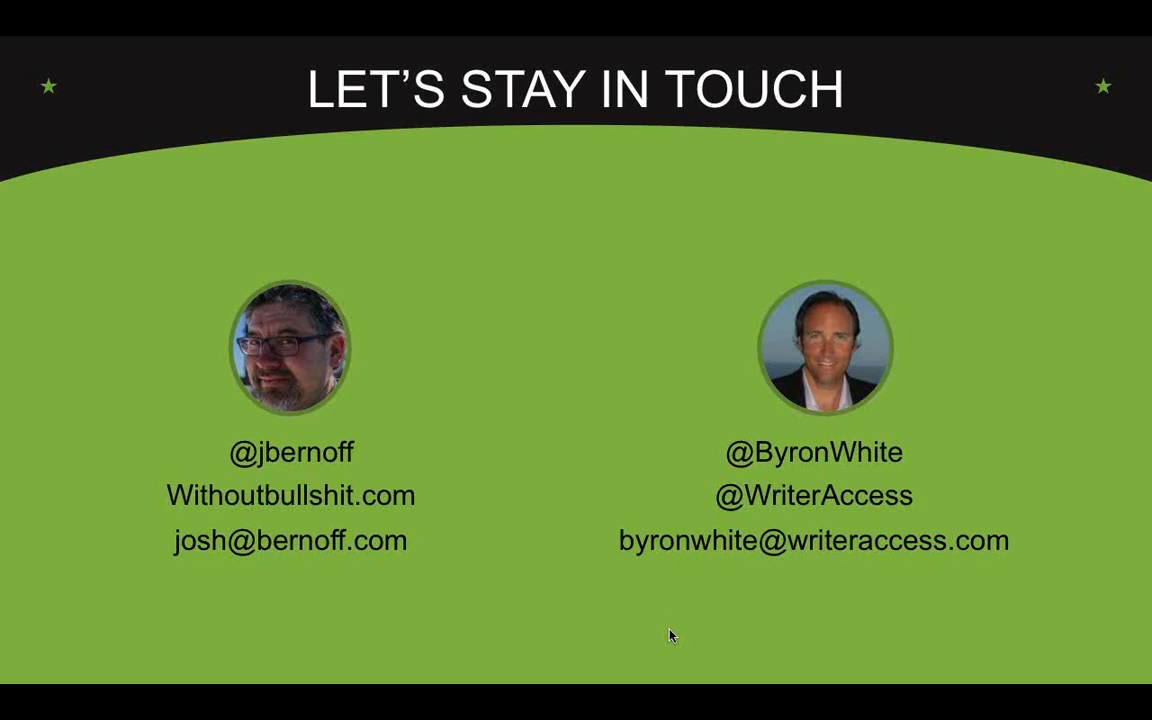 LET’S STAY IN TOUCH
@jbernoff
Withoutbullshit.com
josh@bernoff.com
@ByronWhite
@WriterAccess
byronwhite@writeraccess.com